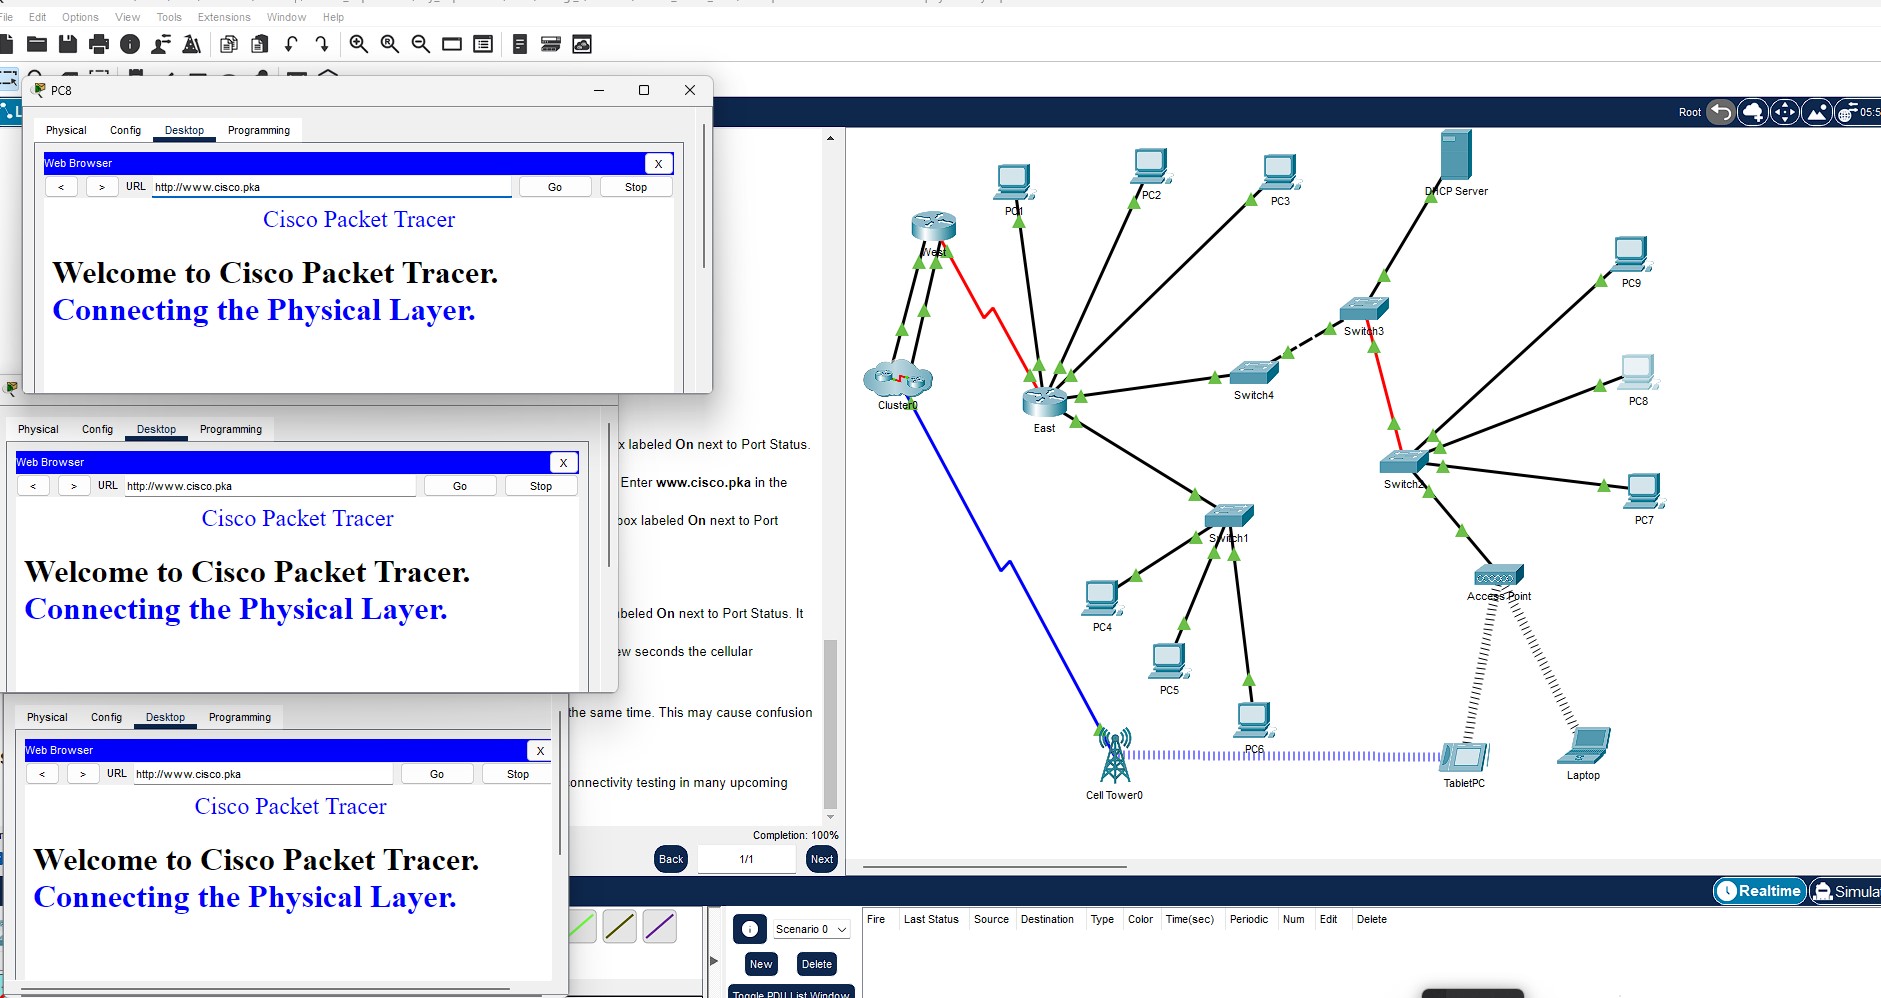 File Edit Options View Tools Extensions Window Help
PC8
Physical Config Desktop Programming
Web Browser X
< > URL http://www.cisco.pka Go Stop
Cisco Packet Tracer
Welcome to Cisco Packet Tracer.
Connecting the Physical Layer.
Physical Config Desktop Programming
Web Browser X
< > URL http://www.cisco.pka Go Stop
Cisco Packet Tracer
Welcome to Cisco Packet Tracer.
Connecting the Physical Layer.
Physical Config Desktop Programming
Web Browser X
< > URL http://www.cisco.pka Go Stop
Cisco Packet Tracer
Welcome to Cisco Packet Tracer.
Connecting the Physical Layer.
x labeled On next to Port Status.
Enter www.cisco.pka in the
box labeled On next to Port
labeled On next to Port Status. It
ew seconds the cellular
the same time. This may cause confusion
connectivity testing in many upcoming
Completion: 100%
Back 1/1 Next
Root 05:5
PC1
PC2
PC3
DHCP Server
West
PC9
Switch3
Cluster0
Switch4
PC8
East
Switch2
PC7
Switch1
Access Point
PC4
PC5
PC6
TabletPC
Laptop
Cell Tower0
Realtime Simula
Scenario 0
New Delete
Toggle PDU List Window
Fire Last Status Source Destination Type Color Time(sec) Periodic Num Edit Delete